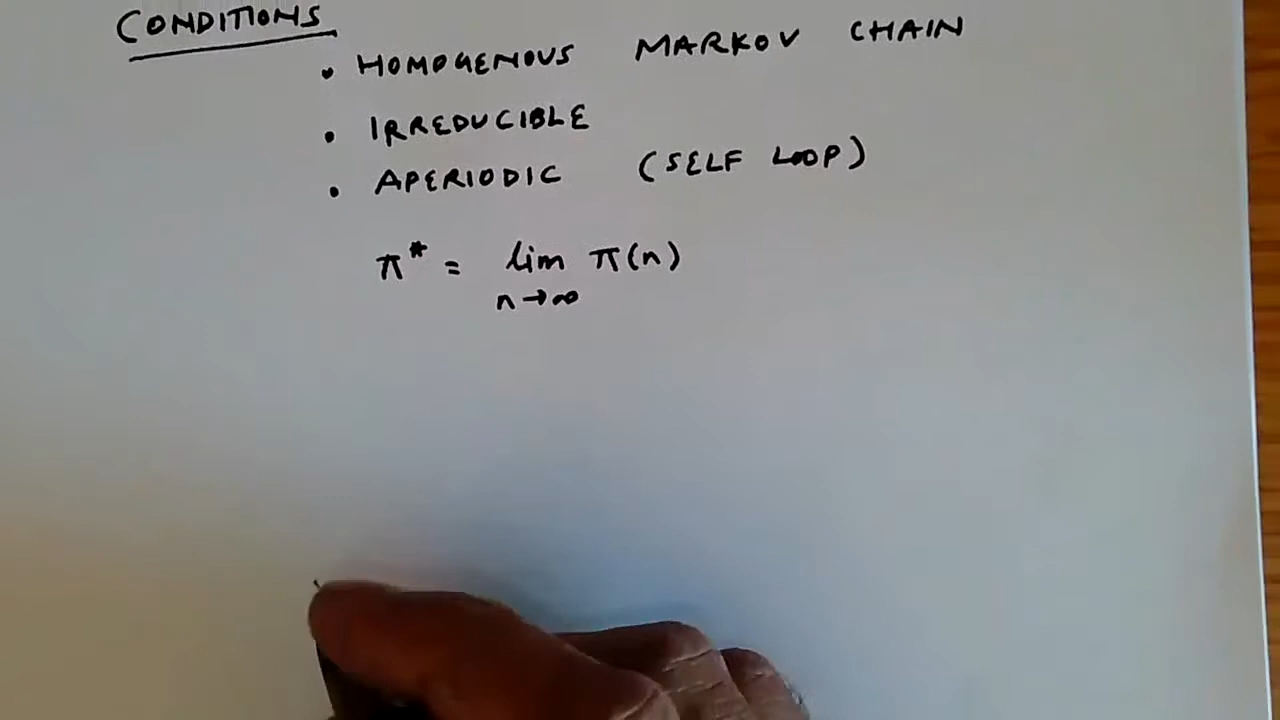 CONDITIONS
• HOMOGENOUS MARKOV CHAIN
• IRREDUCIBLE
• APERIODIC (SELF LOOP)
π* = lim π(n)
n→∞